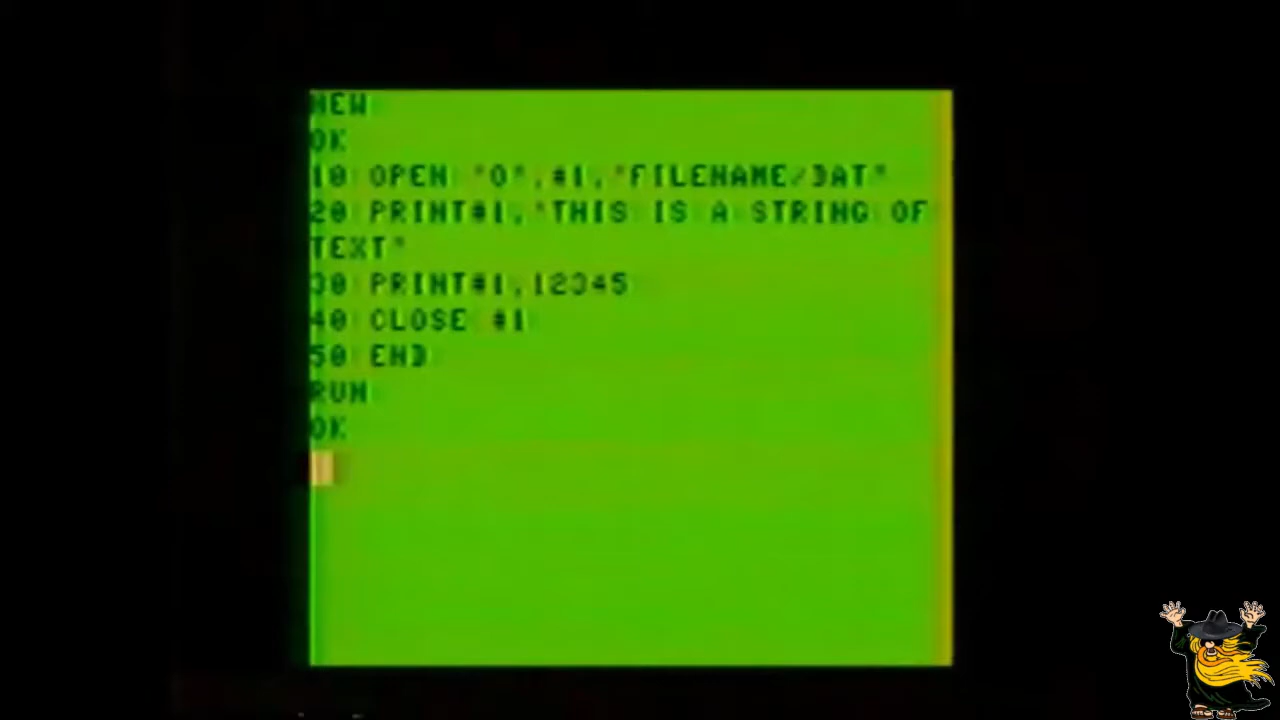 NEW
OK
10 OPEN "O",#1,"FILENAME/DAT"
20 PRINT#1,"THIS IS A STRING OF
TEXT"
30 PRINT#1,12345
40 CLOSE #1
50 END
RUN
OK